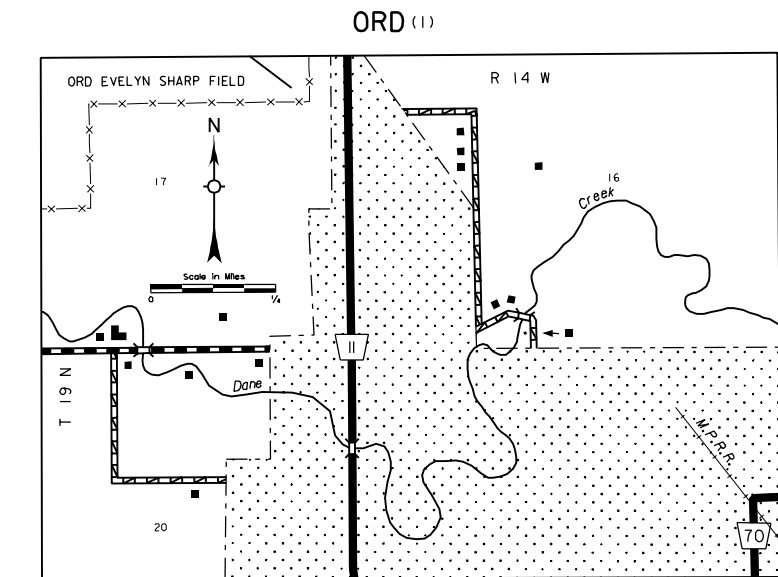 ORD (1)
ORD EVELYN SHARP FIELD
R 14 W
N
17
16
Creek
Scale in Miles
0 1/4
11
T 19 N
Dane
M.P.R.R.
20
70